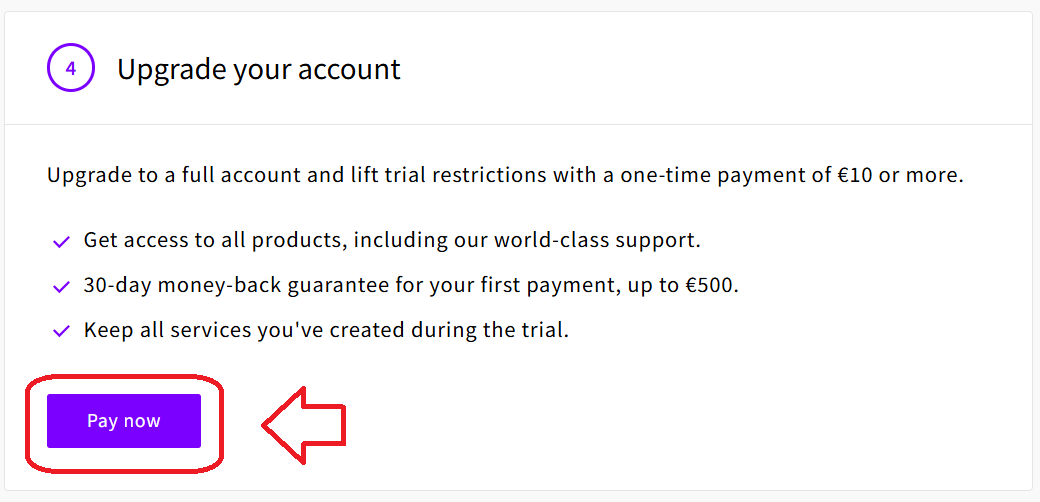 4
Upgrade your account
Upgrade to a full account and lift trial restrictions with a one-time payment of €10 or more.
Get access to all products, including our world-class support.
30-day money-back guarantee for your first payment, up to €500.
Keep all services you've created during the trial.
Pay now